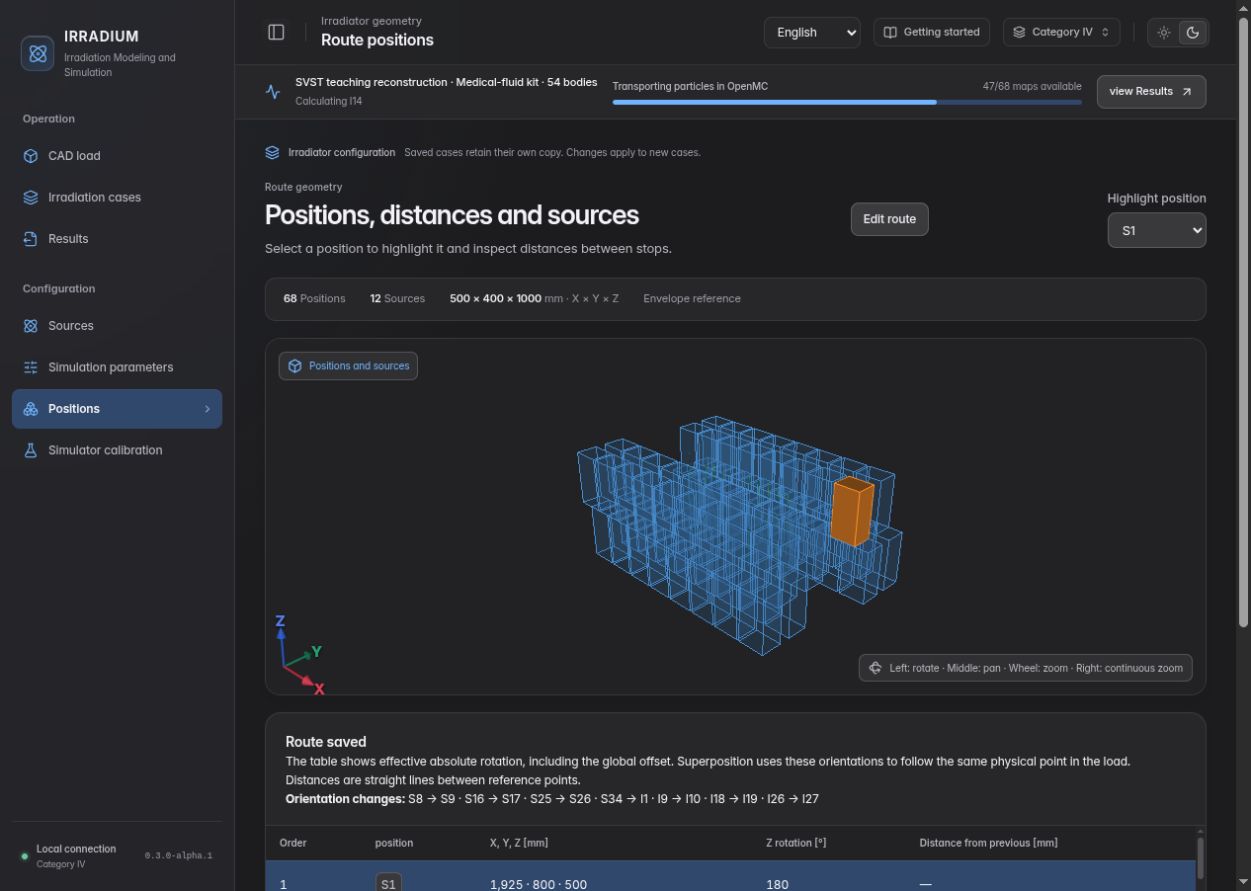 IRRADIUM
Irradiation Modeling and
Simulation
Operation
CAD load
Irradiation cases
Results
Configuration
Sources
Simulation parameters
Positions
Simulator calibration
Local connection
Category IV
0.3.0-alpha.1
Irradiator geometry
Route positions
English
Getting started
Category IV
SVST teaching reconstruction · Medical-fluid kit · 54 bodies
Calculating I14
Transporting particles in OpenMC
47/68 maps available
view Results
Irradiator configuration Saved cases retain their own copy. Changes apply to new cases.
Route geometry
Positions, distances and sources
Select a position to highlight it and inspect distances between stops.
Edit route
Highlight position
S1
68 Positions 12 Sources 500 × 400 × 1000 mm · X × Y × Z Envelope reference
Positions and sources
Z
Y
X
Left: rotate · Middle: pan · Wheel: zoom · Right: continuous zoom
Route saved
The table shows effective absolute rotation, including the global offset. Superposition uses these orientations to follow the same physical point in the load.
Distances are straight lines between reference points.
Orientation changes: S8 → S9 · S16 → S17 · S25 → S26 · S34 → I1 · I9 → I10 · I18 → I19 · I26 → I27
Order position X, Y, Z [mm] Z rotation [°] Distance from previous [mm]
1 S1 1,925 · 800 · 500 180 —